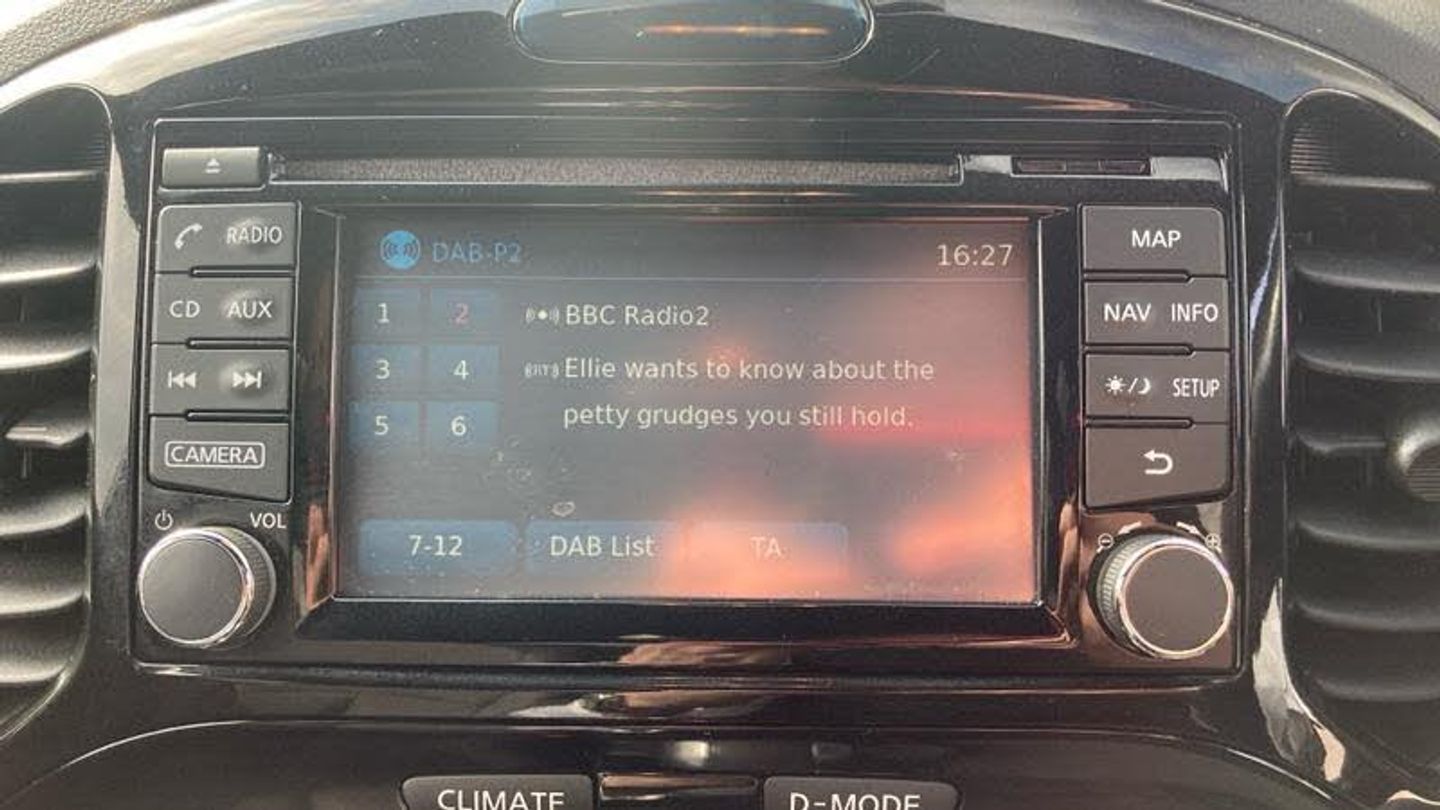 RADIO
CD AUX
CAMERA
VOL
DAB-P2
16:27
1 2
BBC Radio2
3 4
Ellie wants to know about the
petty grudges you still hold.
5 6
7-12
DAB List
TA
MAP
NAV INFO
SETUP
CLIMATE
D-MODE